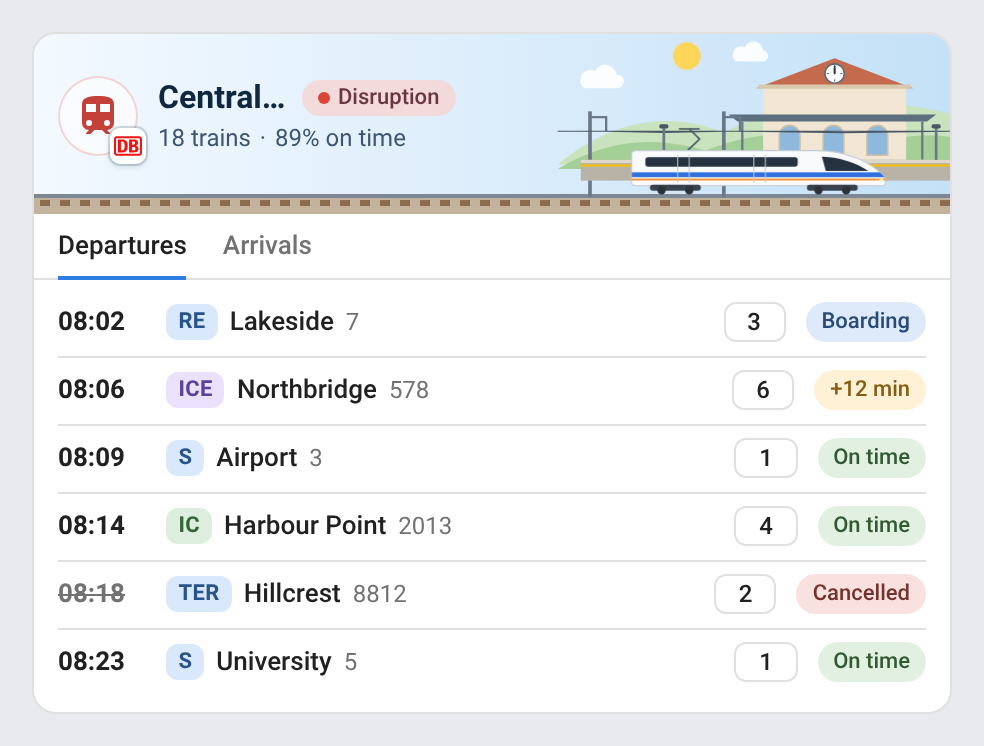 Central… Disruption
DB
18 trains · 89% on time
Departures Arrivals
08:02 RE Lakeside 7 3 Boarding
08:06 ICE Northbridge 578 6 +12 min
08:09 S Airport 3 1 On time
08:14 IC Harbour Point 2013 4 On time
08:18 TER Hillcrest 8812 2 Cancelled
08:23 S University 5 1 On time